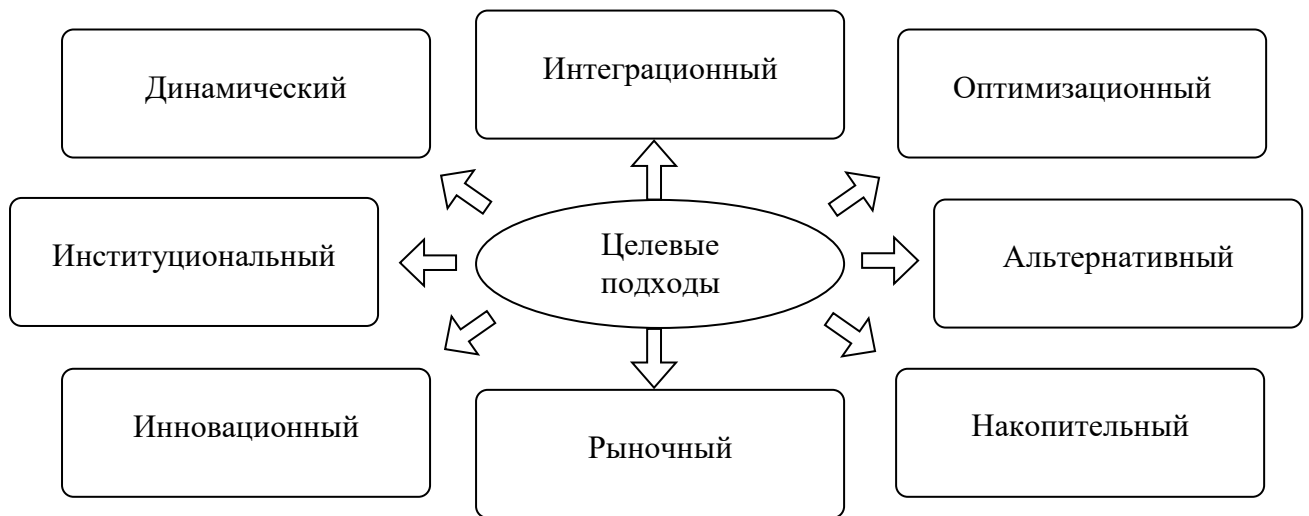 Динамический
Интеграционный
Оптимизационный
Институциональный
Целевые
подходы
Альтернативный
Инновационный
Рыночный
Накопительный